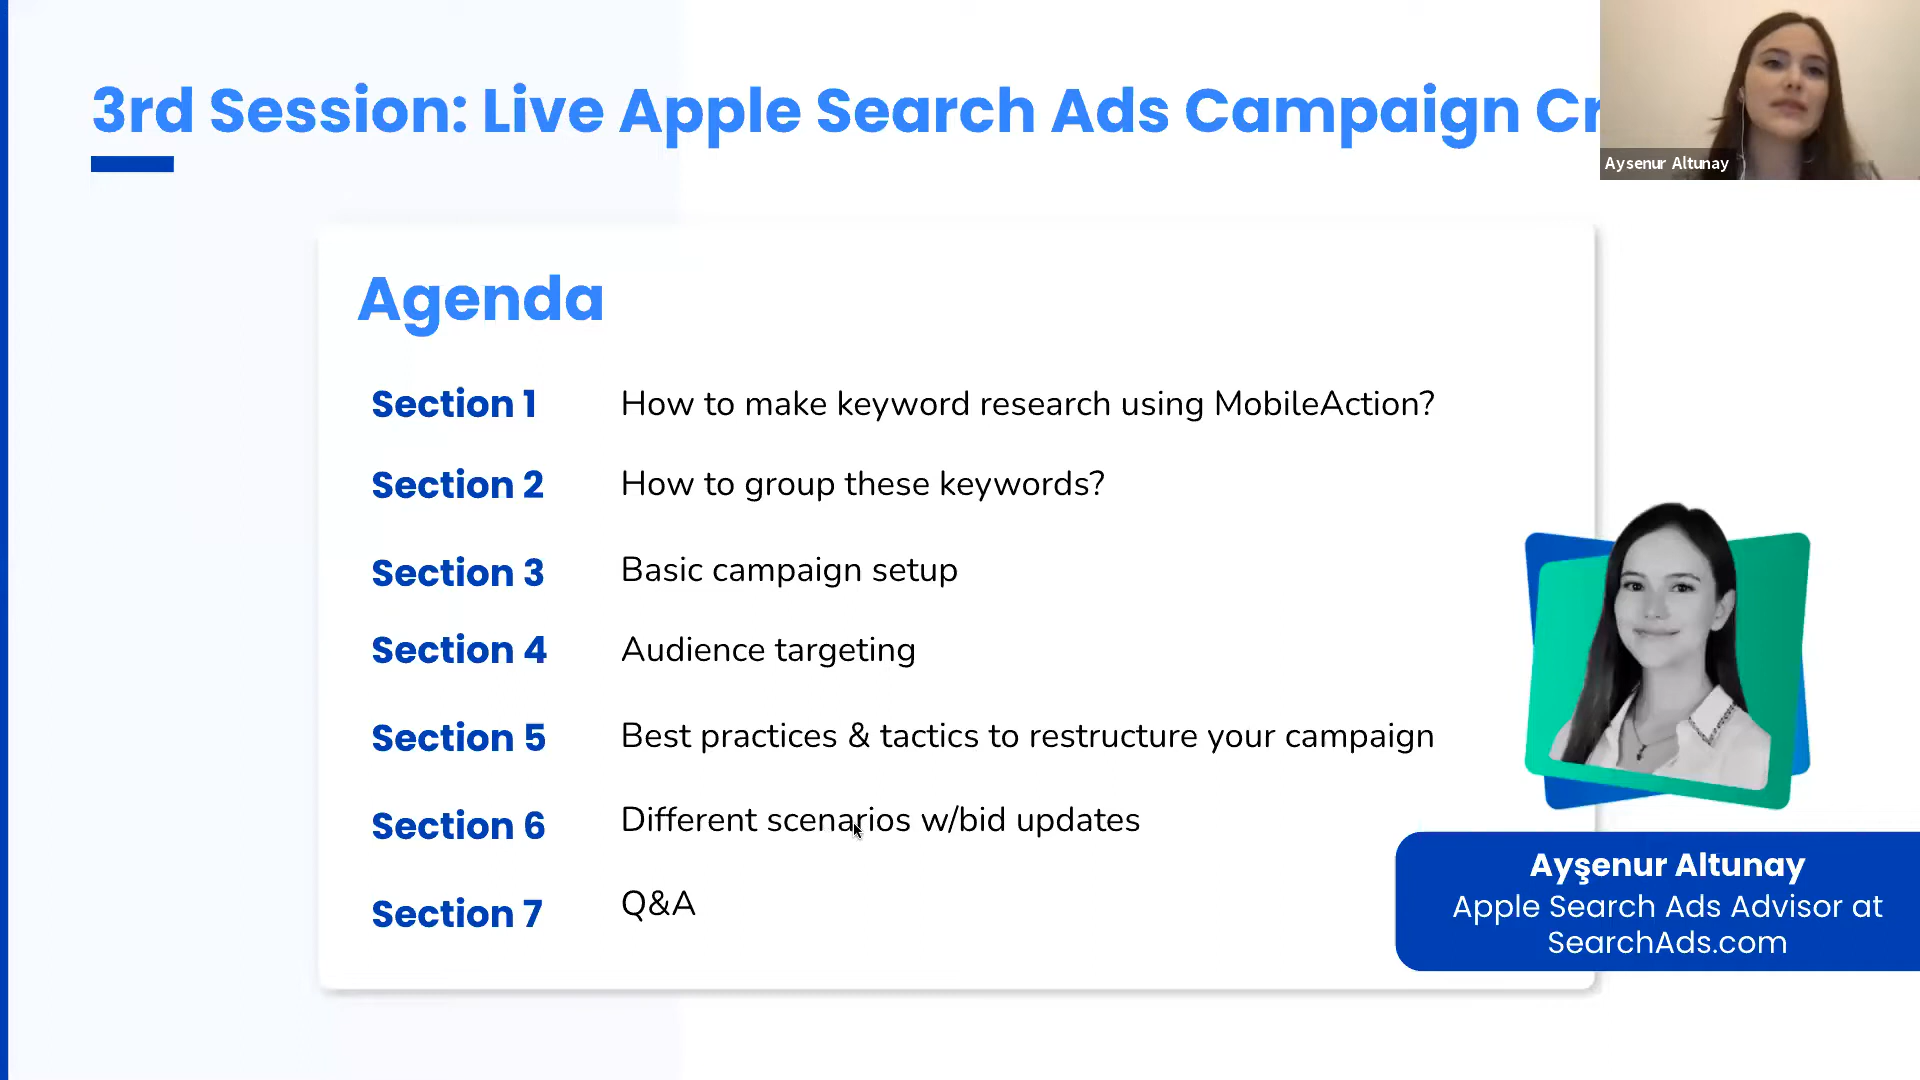 3rd Session: Live Apple Search Ads Campaign
Aysenur Altunay
Agenda
Section 1 How to make keyword research using MobileAction?
Section 2 How to group these keywords?
Section 3 Basic campaign setup
Section 4 Audience targeting
Section 5 Best practices & tactics to restructure your campaign
Section 6 Different scenarios w/bid updates
Section 7 Q&A
Ayşenur Altunay
Apple Search Ads Advisor at
SearchAds.com